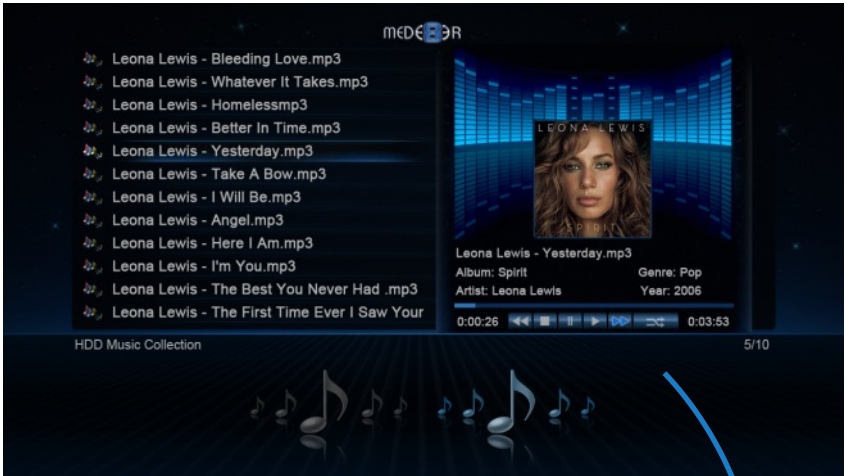 MEDE8ER
Leona Lewis - Bleeding Love.mp3
Leona Lewis - Whatever It Takes.mp3
Leona Lewis - Homelessmp3
Leona Lewis - Better In Time.mp3
Leona Lewis - Yesterday.mp3
Leona Lewis - Take A Bow.mp3
Leona Lewis - I Will Be.mp3
Leona Lewis - Angel.mp3
Leona Lewis - Here I Am.mp3
Leona Lewis - I'm You.mp3
Leona Lewis - The Best You Never Had .mp3
Leona Lewis - The First Time Ever I Saw Your
LEONA LEWIS
SPIRIT
Leona Lewis - Yesterday.mp3
Album: Spirit Genre: Pop
Artist: Leona Lewis Year: 2006
0:00:26 0:03:53
HDD Music Collection 5/10